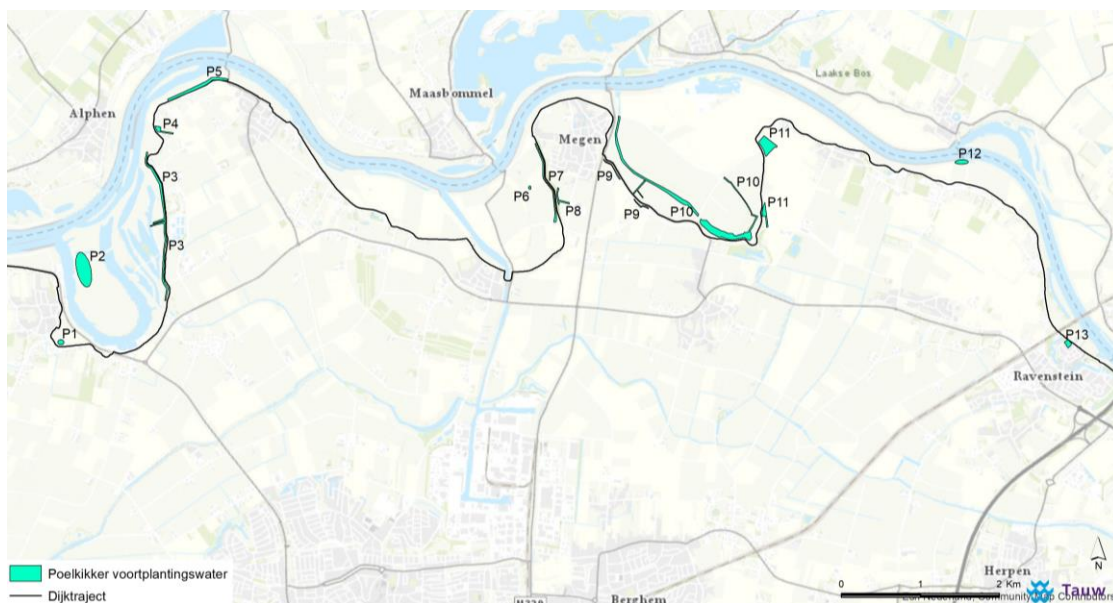 Laakse Bos
P5
Maasbommel
Alphen
P4
Megen
P11
P12
P3
P9
P7
P10
P6
P8
P9
P10
P11
P3
P2
P1
P13
Ravenstein
N
Poelkikker voortplantingswater
Dijktraject
0 1 2 Km
Herpen
Tauw
Berghem